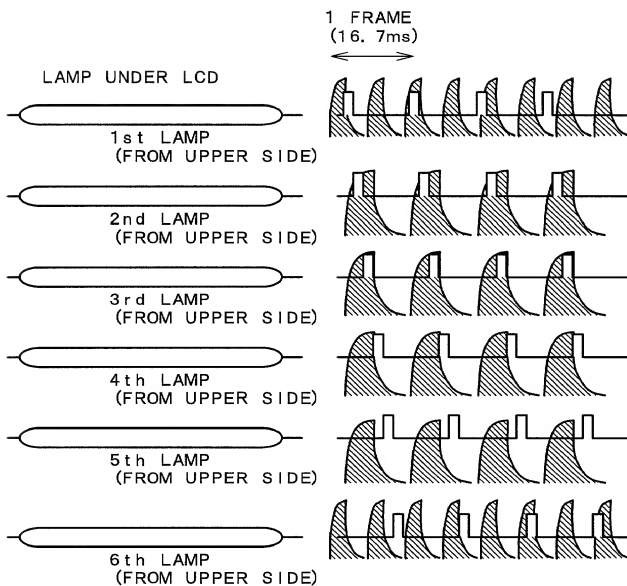 1 FRAME
(16. 7ms)
LAMP UNDER LCD
1st LAMP
(FROM UPPER SIDE)
2nd LAMP
(FROM UPPER SIDE)
3rd LAMP
(FROM UPPER SIDE)
4th LAMP
(FROM UPPER SIDE)
5th LAMP
(FROM UPPER SIDE)
6th LAMP
(FROM UPPER SIDE)